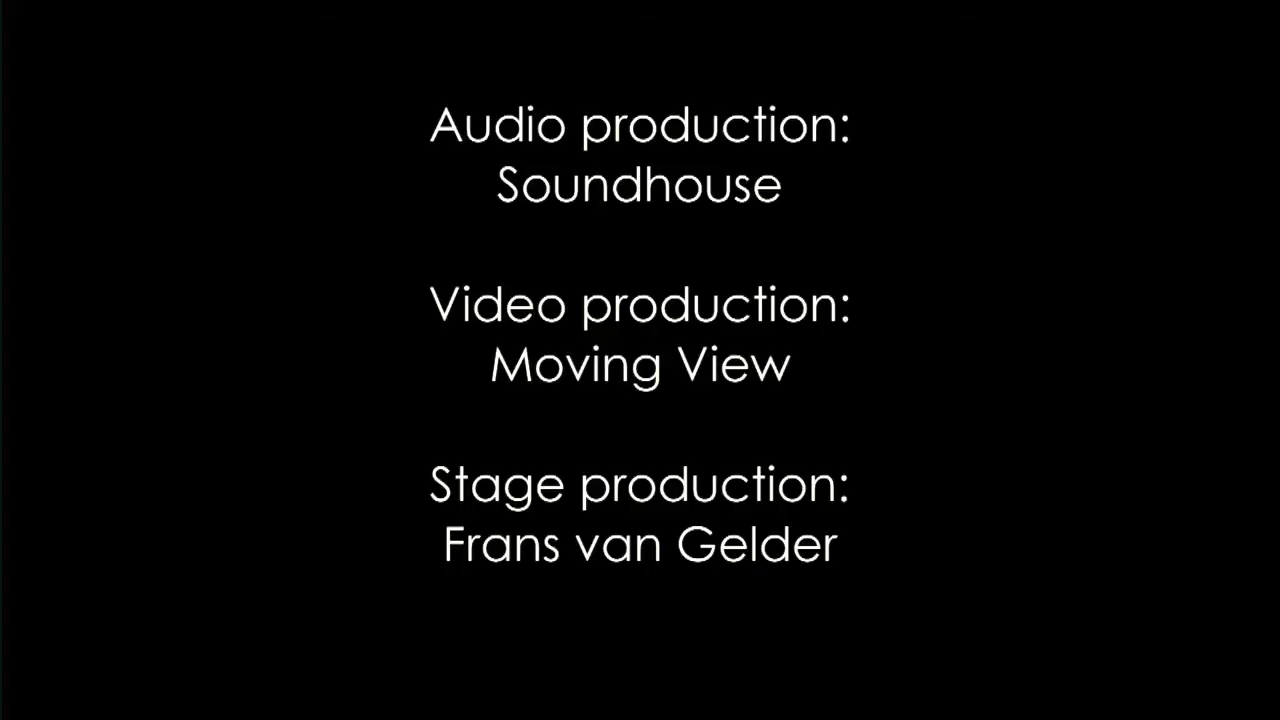 Audio production:
Soundhouse
Video production:
Moving View
Stage production:
Frans van Gelder